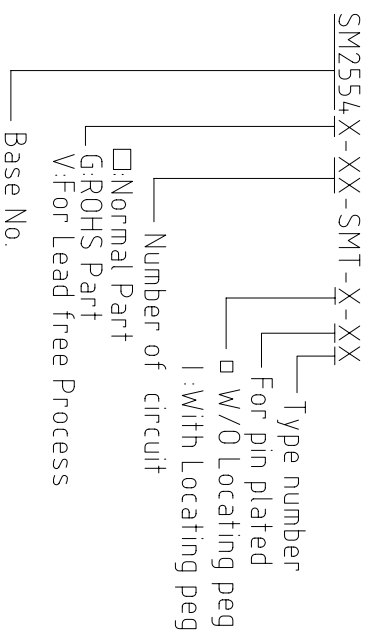 SM2554X-XX-SMT-X-XX
Type number
For pin plated
□ W/O Locating peg
I:With Locating peg
Number of circuit
□:Normal Part
G:ROHS Part
V:For Lead free Process
Base No.